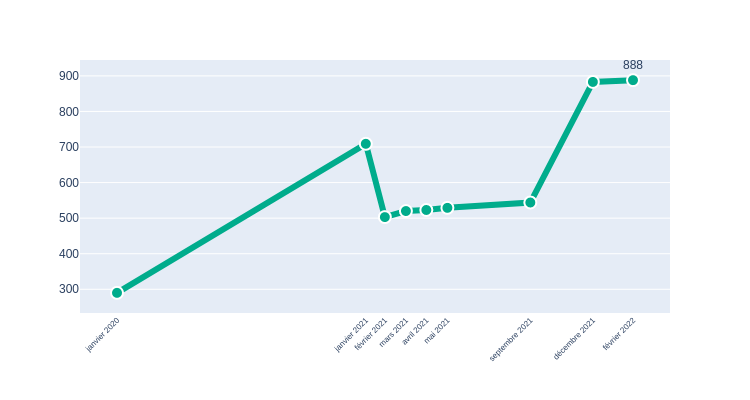 888
900
800
700
600
500
400
300
janvier 2020
janvier 2021
février 2021
mars 2021
avril 2021
mai 2021
septembre 2021
décembre 2021
février 2022